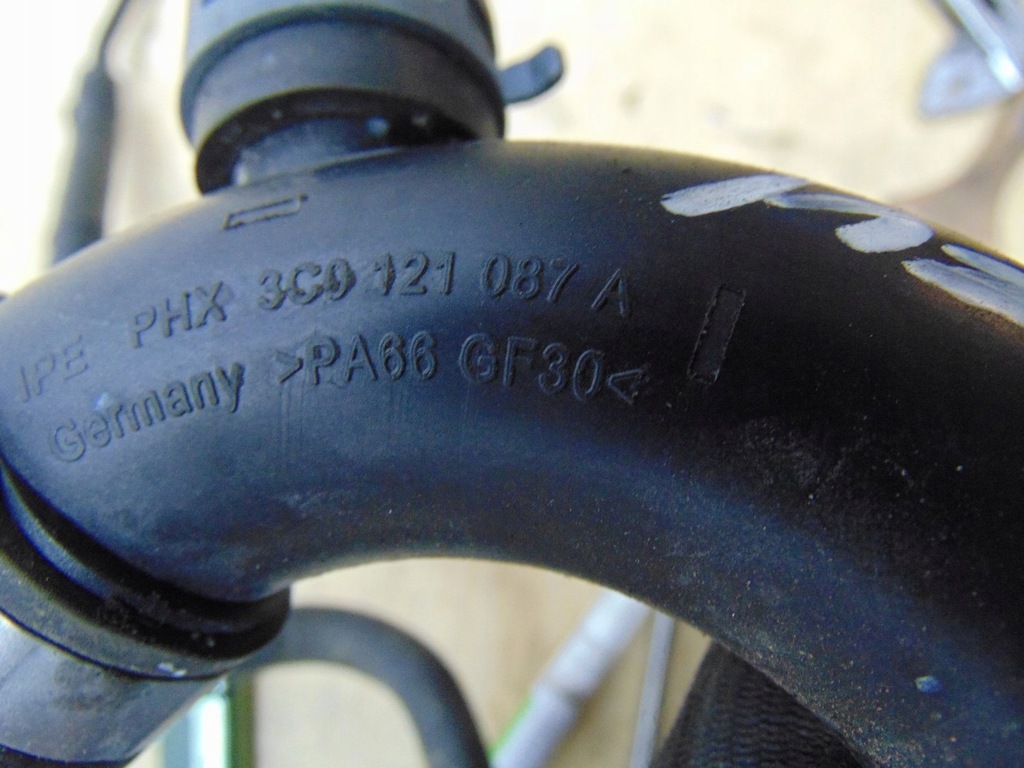 IPE PHX 3C0 121 087 A
Germany >PA66 GF30<